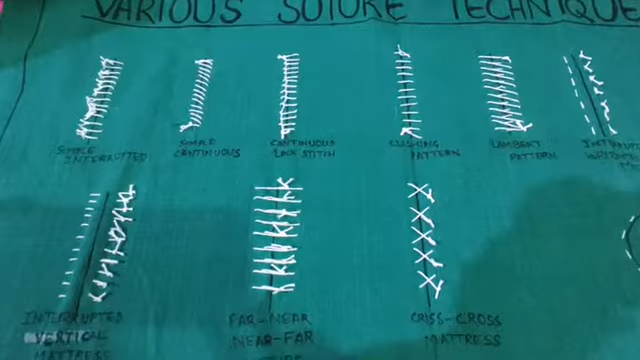 VARIOUS SUTURE TECHNIQUE
SIMPLE
INTERRUPTED
SIMPLE
CONTINUOUS
CONTINUOUS
LOCK STITCH
CUSHING
PATTERN
LAMBERT
PATTERN
INTERRUPTED
VERTICAL
MATTRESS
FAR-NEAR
NEAR-FAR
CRISS-CROSS
MATTRESS